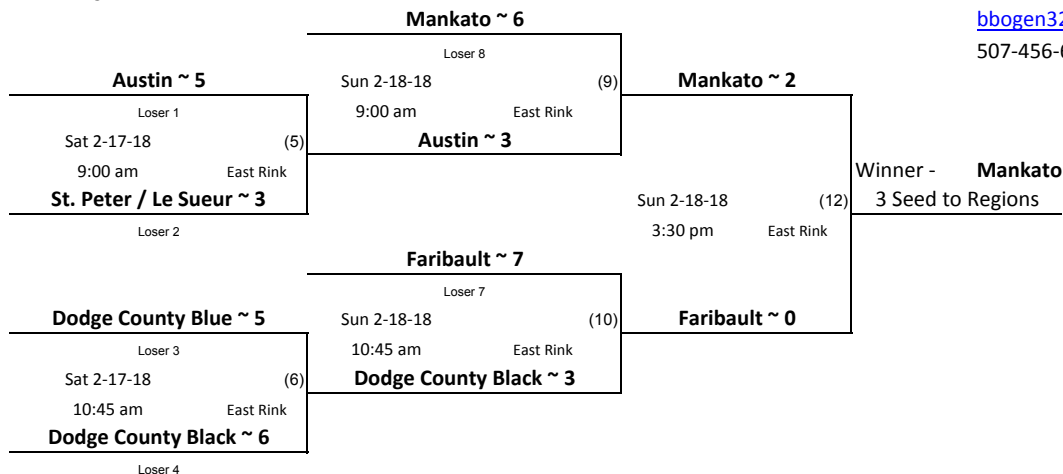 Mankato ~ 6
bbogen32
Loser 8
507-456-
Austin ~ 5
Sun 2-18-18 (9)
Mankato ~ 2
Loser 1
9:00 am East Rink
Sat 2-17-18 (5)
Austin ~ 3
9:00 am East Rink
Winner - Mankato
St. Peter / Le Sueur ~ 3
Sun 2-18-18 (12)
3 Seed to Regions
Loser 2
3:30 pm East Rink
Faribault ~ 7
Loser 7
Dodge County Blue ~ 5
Sun 2-18-18 (10)
Faribault ~ 0
Loser 3
10:45 am East Rink
Sat 2-17-18 (6)
Dodge County Black ~ 3
10:45 am East Rink
Dodge County Black ~ 6
Loser 4